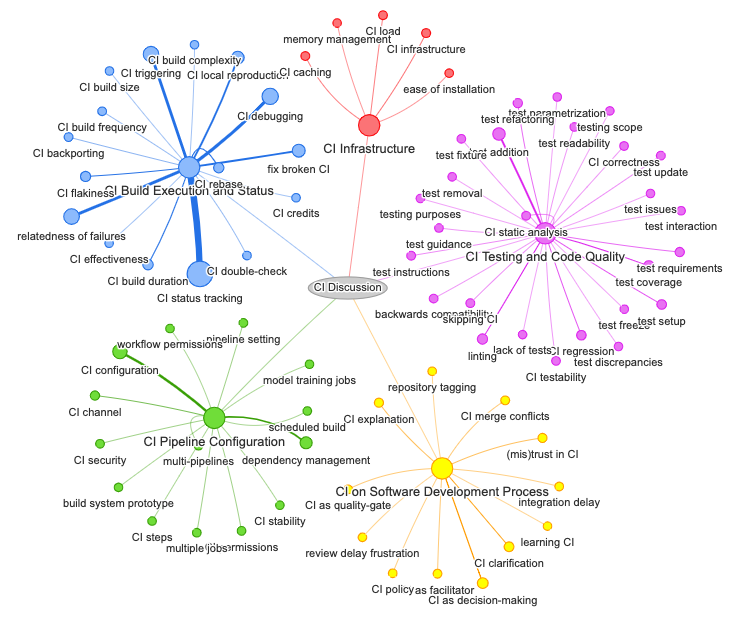 CI load
memory management
CI infrastructure
CI caching
ease of installation
CI Infrastructure
CI build complexity
CI triggering
CI local reproduction
CI build size
CI debugging
CI build frequency
CI backporting
fix broken CI
CI flakiness
CI rebase
CI Build Execution and Status
CI credits
relatedness of failures
CI effectiveness
CI double-check
CI build duration
CI status tracking
test parametrization
test refactoring
testing scope
test readability
test addition
test fixture
CI correctness
test update
test removal
testing purposes
test issues
test interaction
CI static analysis
test guidance
CI Testing and Code Quality
test instructions
test requirements
test coverage
CI Discussion
backwards compatibility
skipping CI
test freeze
test setup
linting
lack of tests
CI regression
test discrepancies
CI testability
workflow permissions
pipeline setting
CI configuration
model training jobs
CI channel
scheduled build
CI Pipeline Configuration
CI security
multi-pipelines
dependency management
build system prototype
CI stability
CI steps
multiple jobs
repository tagging
CI explanation
CI merge conflicts
(mis)trust in CI
CI on Software Development Process
CI as quality-gate
integration delay
learning CI
review delay frustration
CI clarification
CI policy
as facilitator
CI as decision-making